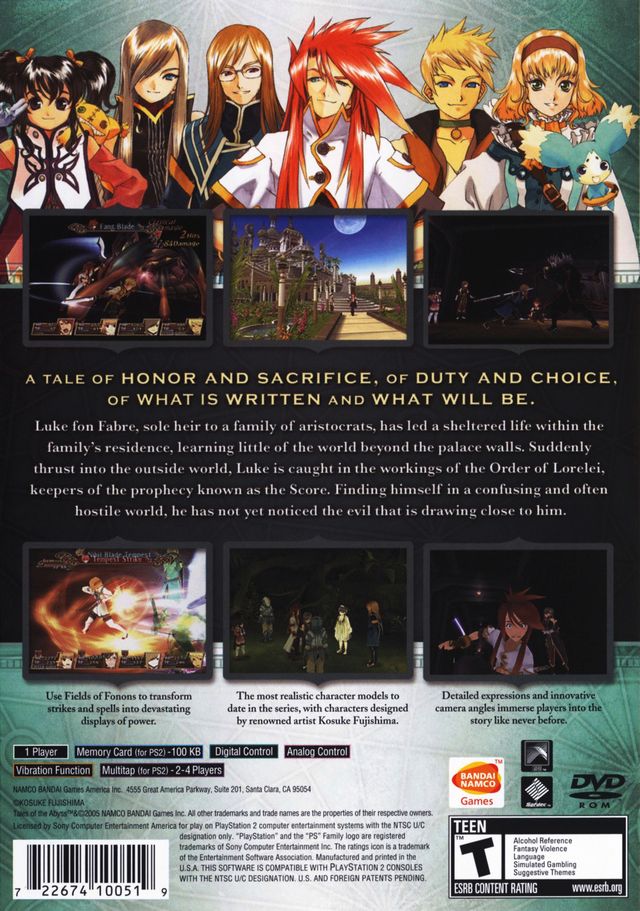 Fang Blade
2 Hits
A TALE OF HONOR AND SACRIFICE, OF DUTY AND CHOICE,
OF WHAT IS WRITTEN AND WHAT WILL BE.
Luke fon Fabre, sole heir to a family of aristocrats, has led a sheltered life within the
family's residence, learning little of the world beyond the palace walls. Suddenly
thrust into the outside world, Luke is caught in the workings of the Order of Lorelei,
keepers of the prophecy known as the Score. Finding himself in a confusing and often
hostile world, he has not yet noticed the evil that is drawing close to him.
Tempest Strike
Use Fields of Fonons to transform
strikes and spells into devastating
displays of power.
The most realistic character models to
date in the series, with characters designed
by renowned artist Kosuke Fujishima.
Detailed expressions and innovative
camera angles immerse players into the
story like never before.
1 Player
Memory Card (for PS2) -100 KB
Digital Control
Analog Control
Vibration Function
Multitap (for PS2) - 2-4 Players
NAMCO BANDAI Games America Inc. 4555 Great America Parkway, Suite 201, Santa Clara, CA 95054
©KOSUKE FUJISHIMA
Tales of the Abyss™&©2005 NAMCO BANDAI Games Inc. All other trademarks and trade names are the properties of their respective owners.
Licensed by Sony Computer Entertainment America for play on PlayStation 2 computer entertainment systems with the NTSC U/C
designation only. "PlayStation" and the "PS" Family logo are registered
trademarks of Sony Computer Entertainment Inc. The ratings icon is a trademark
of the Entertainment Software Association. Manufactured and printed in the
U.S.A. THIS SOFTWARE IS COMPATIBLE WITH PLAYSTATION 2 CONSOLES
WITH THE NTSC U/C DESIGNATION. U.S. AND FOREIGN PATENTS PENDING.
7 22674 10051 9
BANDAI
NAMCO
Games
TM
Sofdec
DVD
ROM
TEEN
T
Alcohol Reference
Fantasy Violence
Language
Simulated Gambling
Suggestive Themes
ESRB CONTENT RATING
www.esrb.org